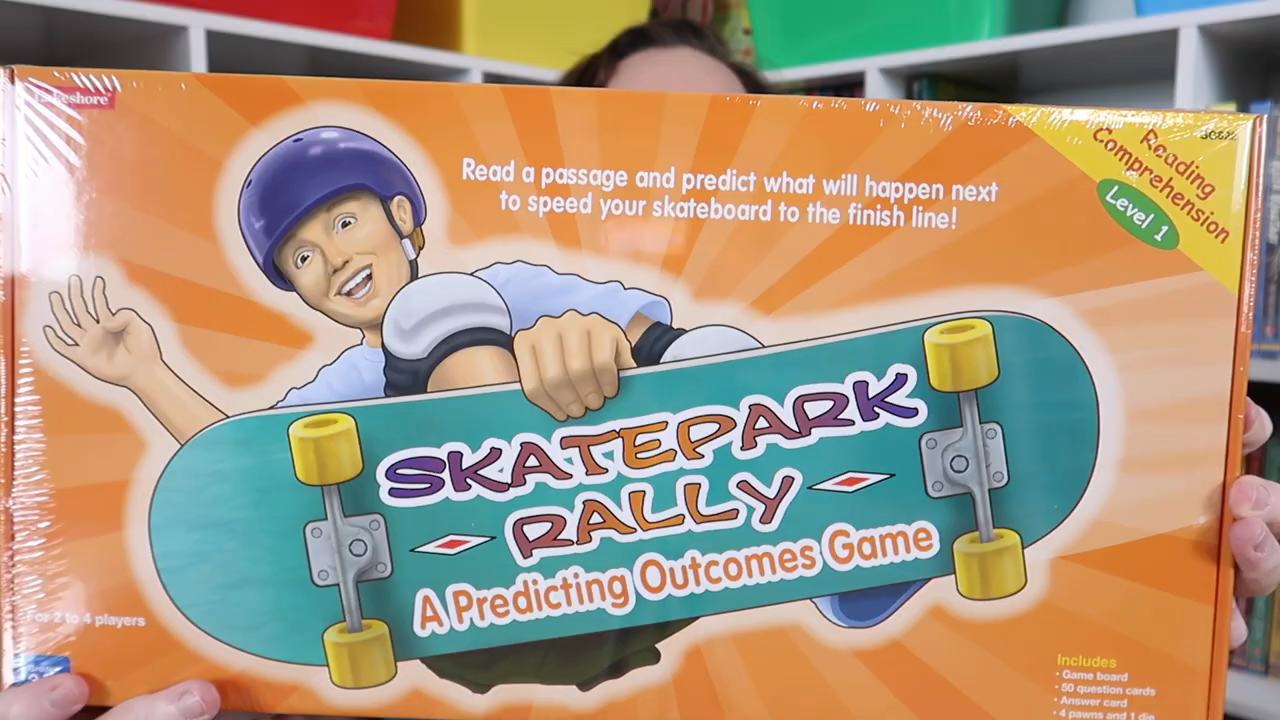 Lakeshore
Read a passage and predict what will happen next
to speed your skateboard to the finish line!
Reading
Comprehension
Level 1
SKATEPARK
RALLY
A Predicting Outcomes Game
For 2 to 4 players
Includes
• Game board
• 50 question cards
• Answer card
• 4 pawns and 1 die